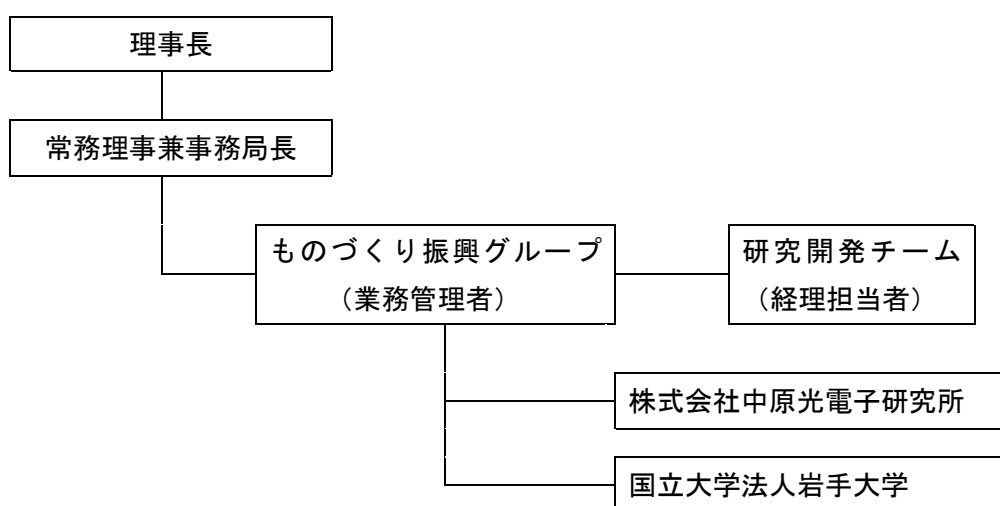 理事長
常務理事兼事務局長
ものづくり振興グループ
（業務管理者）
研究開発チーム
（経理担当者）
株式会社中原光電子研究所
国立大学法人岩手大学